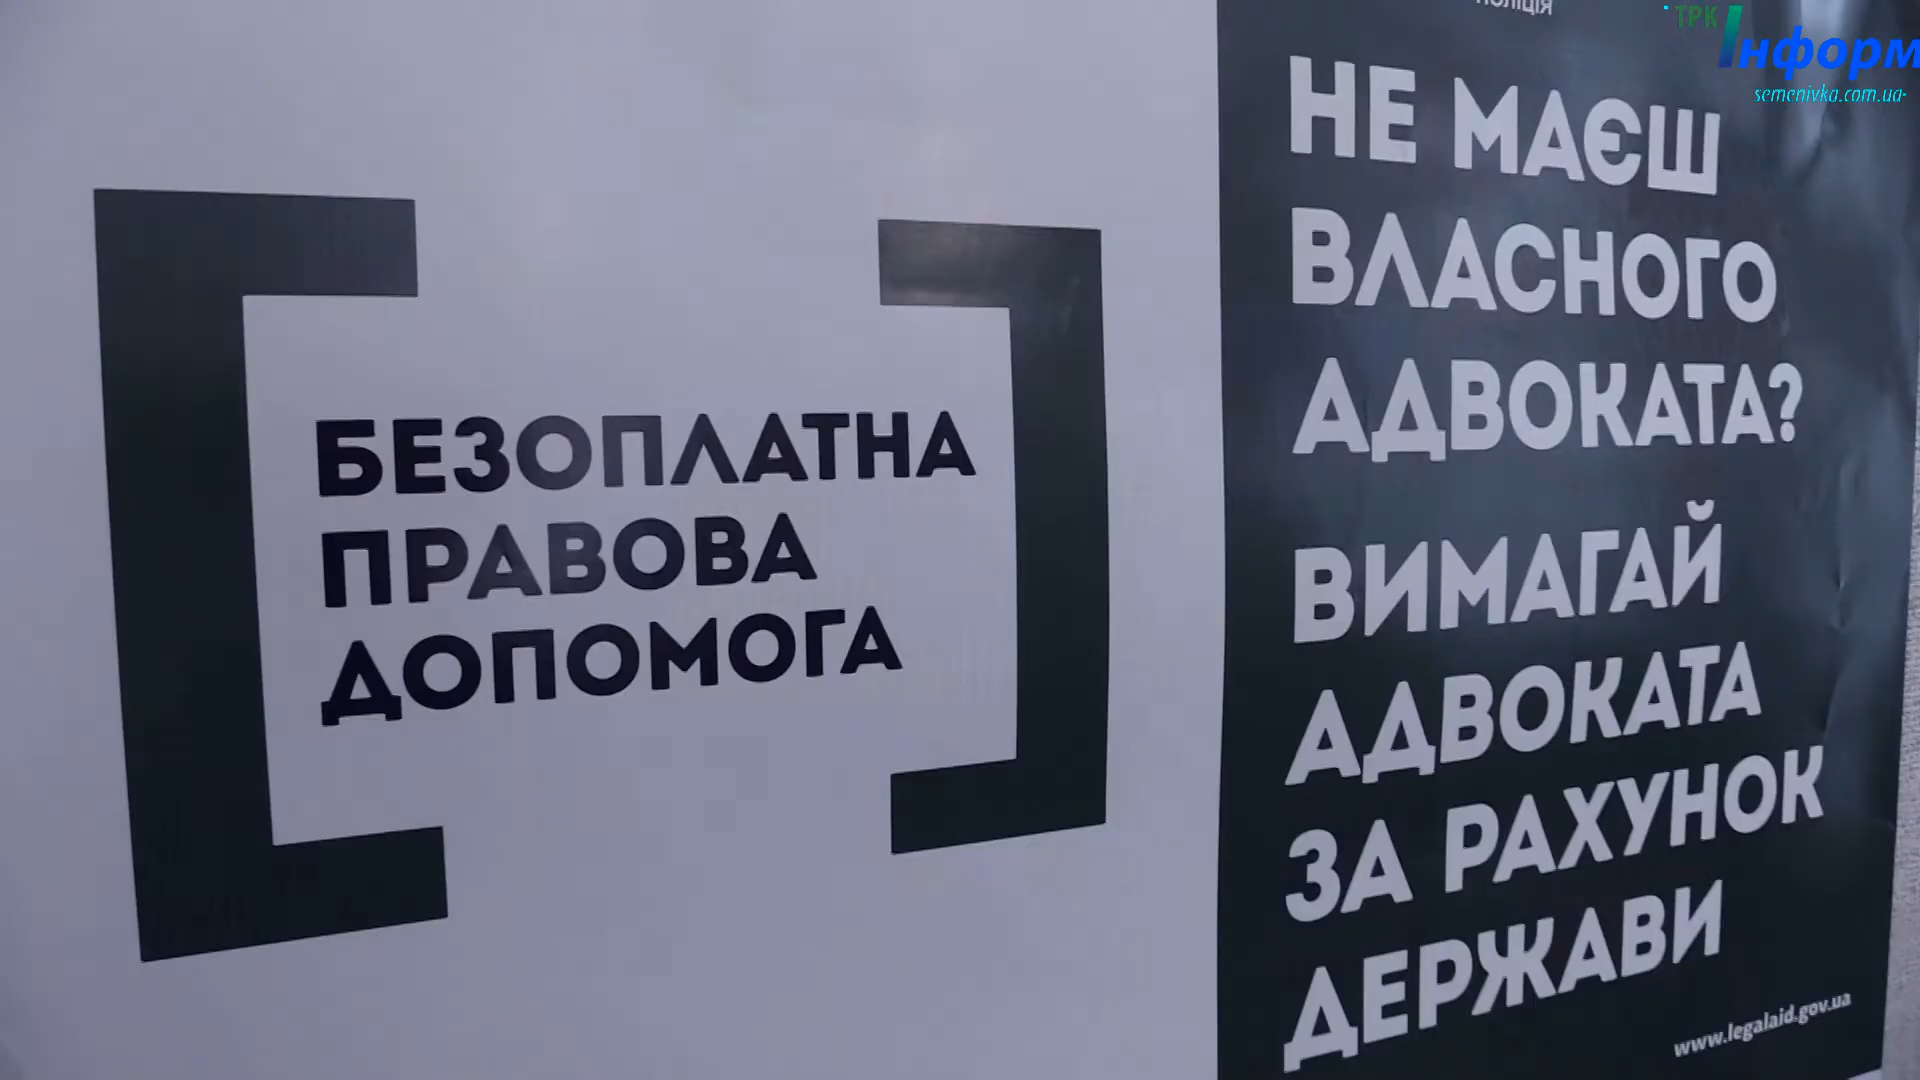 БЕЗОПЛАТНА
ПРАВОВА
ДОПОМОГА
НЕ МАЄШ
ВЛАСНОГО
АДВОКАТА?
ВИМАГАЙ
АДВОКАТА
ЗА РАХУНОК
ДЕРЖАВИ
www.legalaid.gov.ua
ТРК
Інформ
semenivka.com.ua